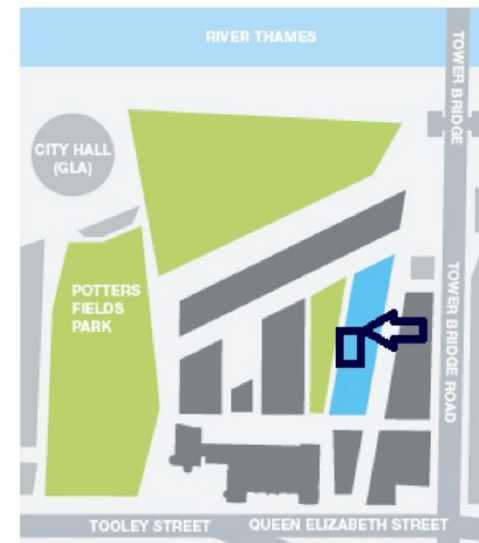 RIVER THAMES
TOWER BRIDGE
CITY HALL
(GLA)
POTTERS
FIELDS
PARK
TOWER BRIDGE ROAD
TOOLEY STREET
QUEEN ELIZABETH STREET